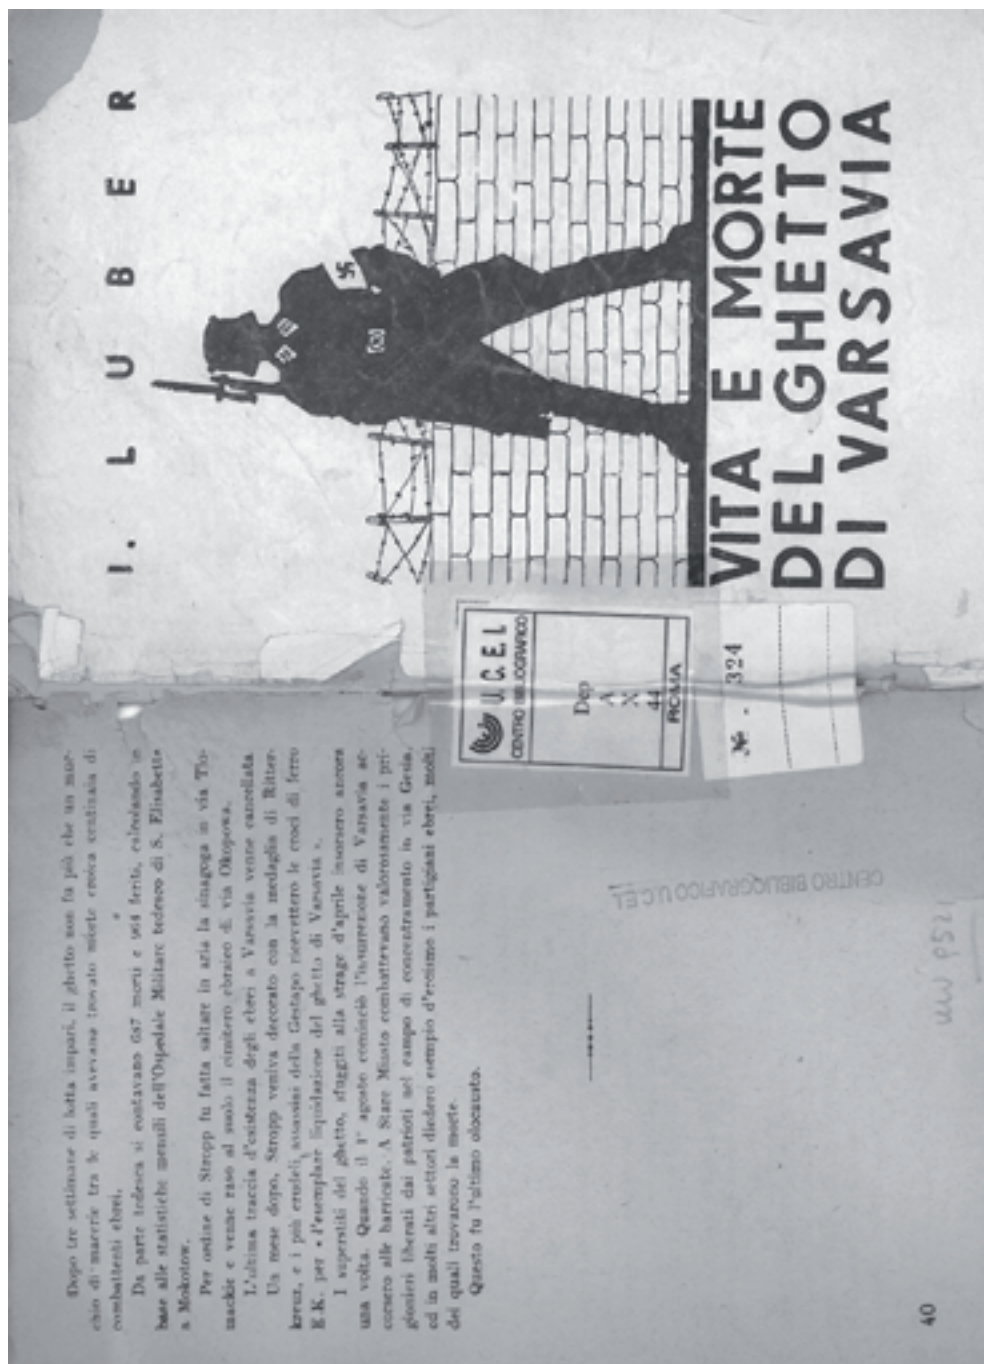 I. LUBER
VITA E MORTE
DEL GHETTO
DI VARSAVIA
U.C.E.I.
CENTRO BIBLIOGRAFICO
Dep
A
X
44
ROMA
№ - 324
Dopo tre settimane di lotta impari, il ghetto non fu più che un muc-
chio di macerie tra le quali avevano trovato morte eroica centinaia di
combattenti ebrei.
Da parte tedesca si contavano morti e feriti, calcolando in
base alle statistiche mensili dell'Ospedale Militare tedesco di S. Elisabetta
a Mokotow.
Per ordine di Stropp fu fatta saltare in aria la sinagoga in via Tlo-
mackie e venne raso al suolo il cimitero ebraico di via Okopowa.
L'ultima traccia d'esistenza degli ebrei a Varsavia venne cancellata
Un mese dopo, Stropp veniva decorato con la medaglia di Ritter-
kreuz, e i più crudeli assassini della Gestapo ricevettero le croci di ferro
E.K. per « l'esemplare liquidazione del ghetto di Varsavia ».
I superstiti del ghetto, sfuggiti alla strage d'aprile insorsero ancora
una volta. Quando il 1° agosto cominciò l'insurrezione di Varsavia ac-
corsero alle barricate. A Stare Miasto combattevano valorosamente i pri-
gionieri liberati dai patrioti nel campo di concentramento in via Gesia,
ed in molti altri settori diedero esempio d'eroismo i partigiani ebrei, molti
dei quali trovarono la morte.
Questo fu l'ultimo olocausto.
CENTRO BIBLIOGRAFICO U.C.E.I.
40